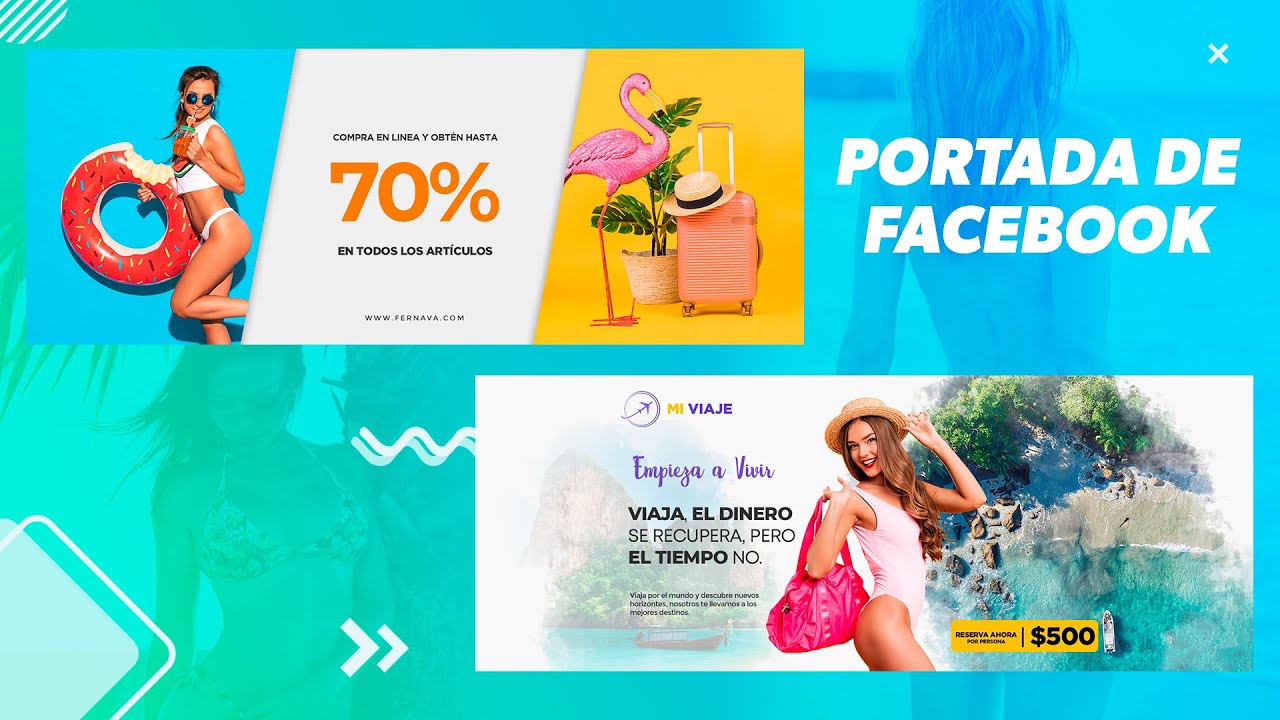 COMPRA EN LINEA Y OBTÉN HASTA
70%
EN TODOS LOS ARTÍCULOS
WWW.FERNAVA.COM
PORTADA DE
FACEBOOK
MI VIAJE
Empieza a Vivir
VIAJA, EL DINERO
SE RECUPERA, PERO
EL TIEMPO NO.
Viaja por el mundo y descubre nuevos
horizontes, nosotros te llevamos a los
mejores destinos.
RESERVA AHORA
POR PERSONA
$500